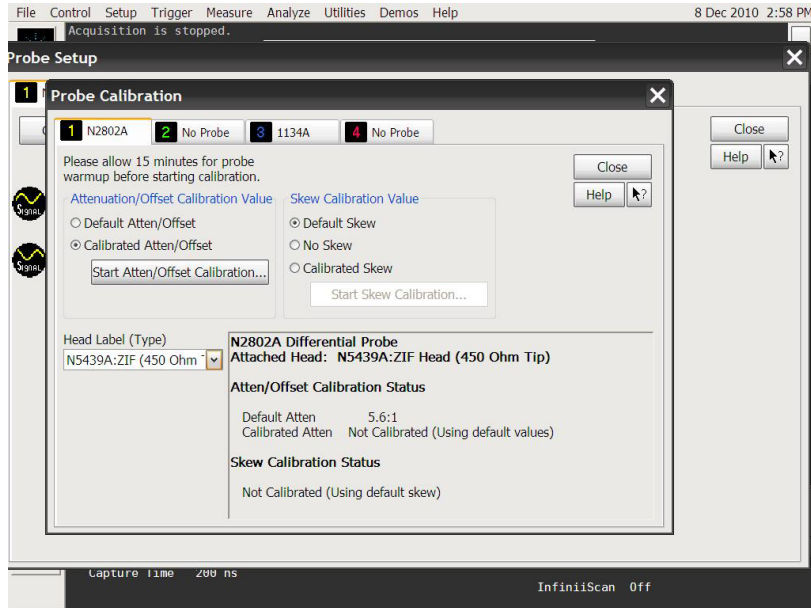 File Control Setup Trigger Measure Analyze Utilities Demos Help 8 Dec 2010 2:58 PM
Acquisition is stopped.
Probe Setup
1
Probe Calibration
1 N2802A 2 No Probe 3 1134A 4 No Probe
Close
Help ?
Please allow 15 minutes for probe
warmup before starting calibration.
Close
Help ?
Attenuation/Offset Calibration Value
Default Atten/Offset
Calibrated Atten/Offset
Start Atten/Offset Calibration...
Skew Calibration Value
Default Skew
No Skew
Calibrated Skew
Start Skew Calibration...
SIGNAL
SIGNAL
Head Label (Type)
N5439A:ZIF (450 Ohm
N2802A Differential Probe
Attached Head: N5439A:ZIF Head (450 Ohm Tip)
Atten/Offset Calibration Status
Default Atten 5.6:1
Calibrated Atten Not Calibrated (Using default values)
Skew Calibration Status
Not Calibrated (Using default skew)
Capture Time 200 ns
InfiniiScan Off